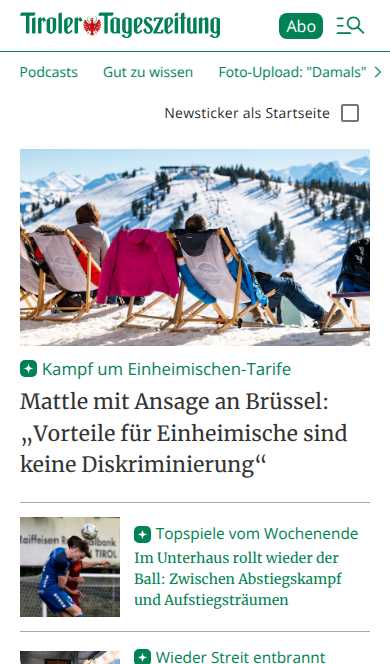 Tiroler Tageszeitung
Abo
Podcasts Gut zu wissen Foto-Upload: "Damals"
Newsticker als Startseite
Kampf um Einheimischen-Tarife
Mattle mit Ansage an Brüssel:
„Vorteile für Einheimische sind
keine Diskriminierung“
Raiffeisen
bank
TIROL
Topspiele vom Wochenende
Im Unterhaus rollt wieder der
Ball: Zwischen Abstiegskampf
und Aufstiegsträumen
Wieder Streit entbrannt